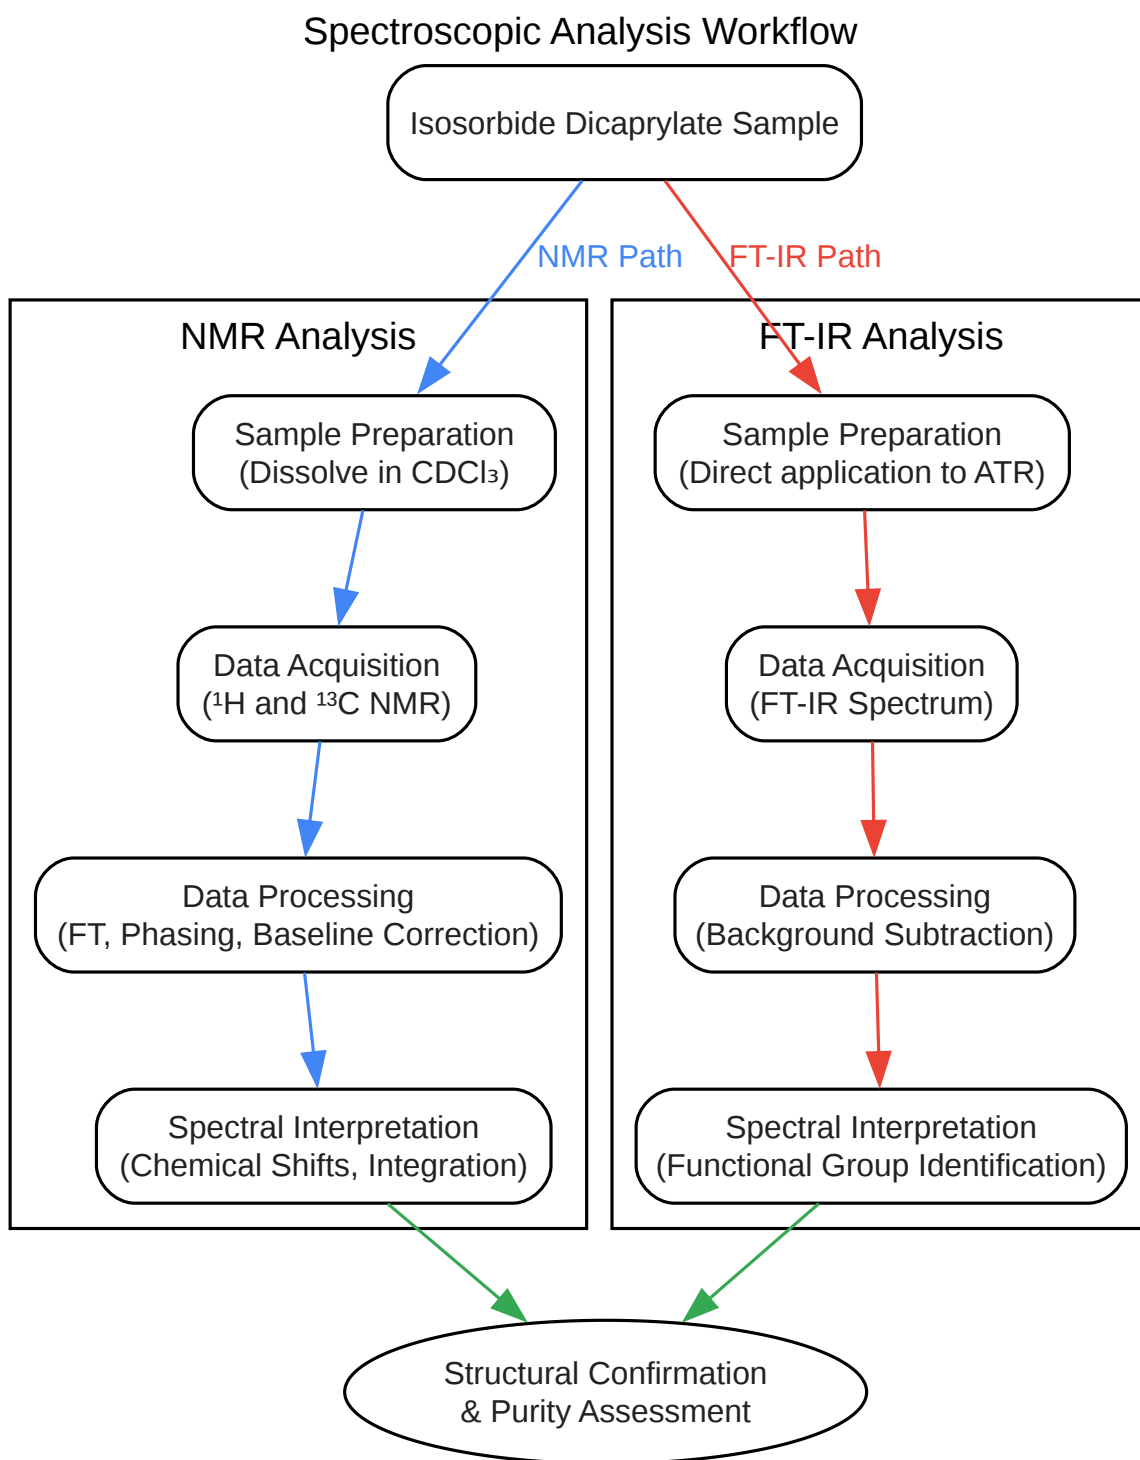 Spectroscopic Analysis Workflow
Isosorbide Dicaprylate Sample
NMR Path
FT-IR Path
NMR Analysis
Sample Preparation
(Dissolve in CDCl₃)
Data Acquisition
(¹H and ¹³C NMR)
Data Processing
(FT, Phasing, Baseline Correction)
Spectral Interpretation
(Chemical Shifts, Integration)
FT-IR Analysis
Sample Preparation
(Direct application to ATR)
Data Acquisition
(FT-IR Spectrum)
Data Processing
(Background Subtraction)
Spectral Interpretation
(Functional Group Identification)
Structural Confirmation
& Purity Assessment